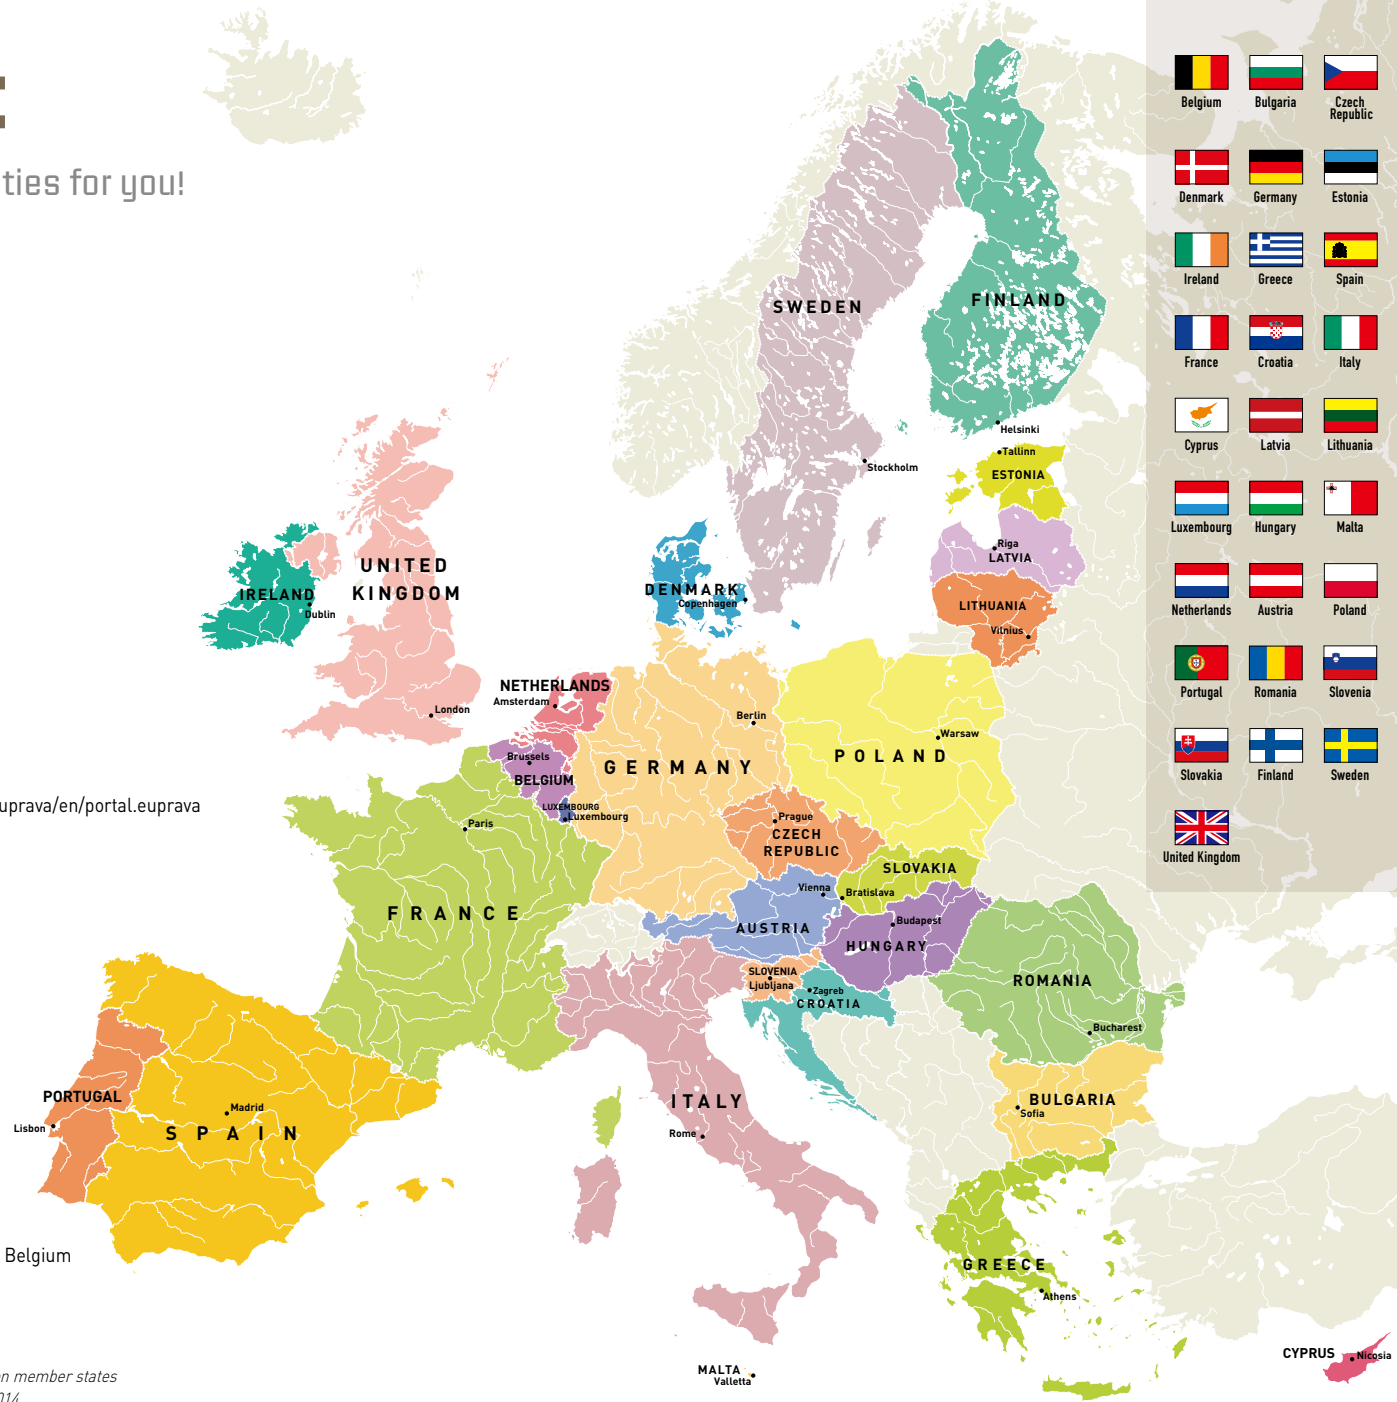 ties for you!
Belgium
Bulgaria
Czech
Republic
Denmark
Germany
Estonia
Ireland
Greece
Spain
France
Croatia
Italy
Cyprus
Latvia
Lithuania
Luxembourg
Hungary
Malta
Netherlands
Austria
Poland
Portugal
Romania
Slovenia
Slovakia
Finland
Sweden
United Kingdom
SWEDEN
FINLAND
Helsinki
Tallinn
Stockholm
ESTONIA
Riga
LATVIA
UNITED
KINGDOM
IRELAND
Dublin
DENMARK
Copenhagen
LITHUANIA
Vilnius
NETHERLANDS
Amsterdam
London
Berlin
Warsaw
POLAND
GERMANY
Brussels
BELGIUM
LUXEMBOURG
Luxembourg
uprava/en/portal.euprava
Paris
Prague
CZECH
REPUBLIC
SLOVAKIA
Vienna
Bratislava
FRANCE
AUSTRIA
Budapest
HUNGARY
SLOVENIA
Ljubljana
Zagreb
CROATIA
ROMANIA
Bucharest
PORTUGAL
Lisbon
Madrid
SPAIN
ITALY
Rome
BULGARIA
Sofia
Belgium
GREECE
Athens
CYPRUS
Nicosia
MALTA
Valletta
n member states
014